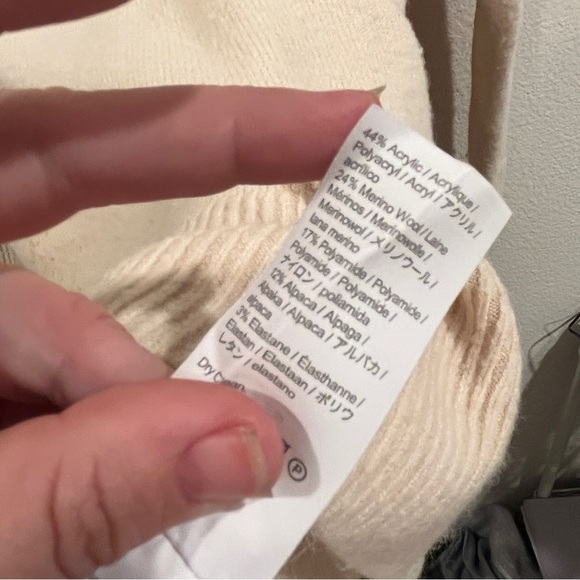 44% Acrylic / Acrylique /
Polyacryl / Acryl / アクリル /
acrílico
24% Merino Wool / Laine
Mérinos / Merinowolle /
Merinowol / メリノウール /
lana merino
17% Polyamide / Polyamide /
Polyamide / Polyamide /
ナイロン / poliamida
12% Alpaca / Alpaga /
Alpaka / Alpaca / アルパカ /
alpaca
3% Elastane / Élasthanne /
Elastan / Elastaan / ポリウ
レタン / elastano
Dry Clean
P